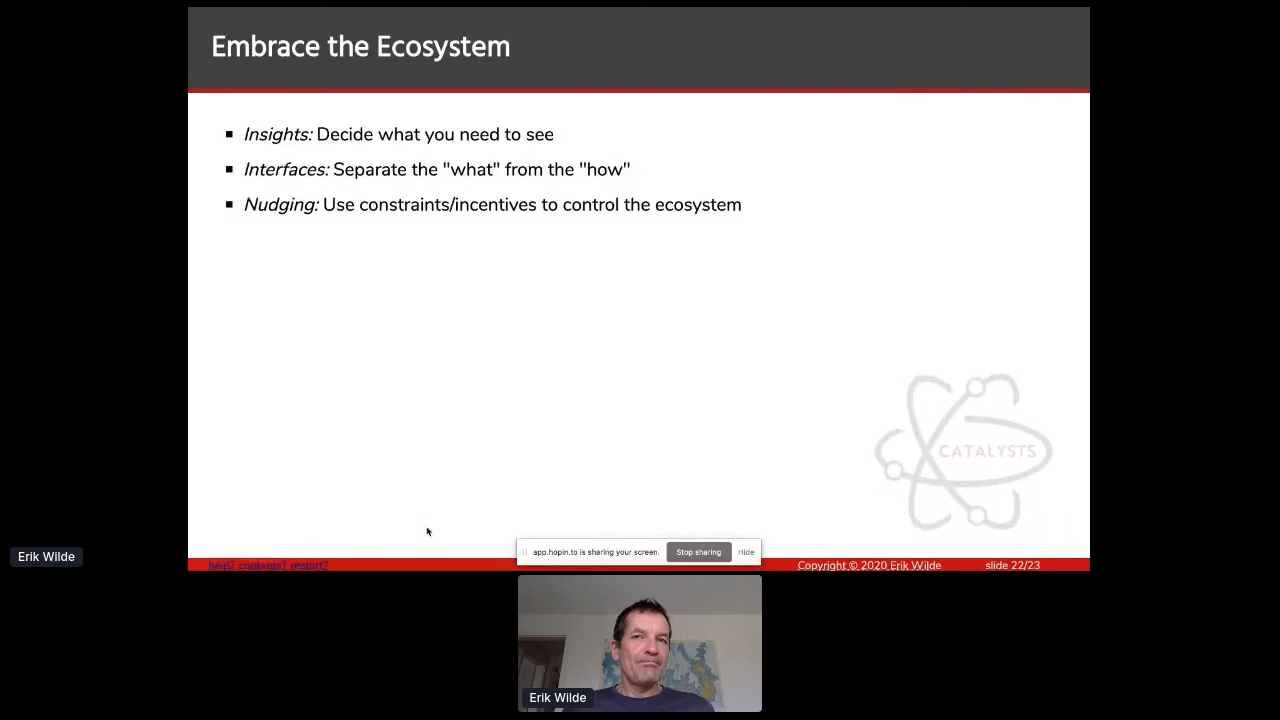 Embrace the Ecosystem
▪ Insights: Decide what you need to see
▪ Interfaces: Separate the "what" from the "how"
▪ Nudging: Use constraints/incentives to control the ecosystem
CATALYSTS
Erik Wilde
app.hopin.to is sharing your screen. Stop sharing Hide
help? contents? restart? Copyright © 2020 Erik Wilde slide 22/23
Erik Wilde